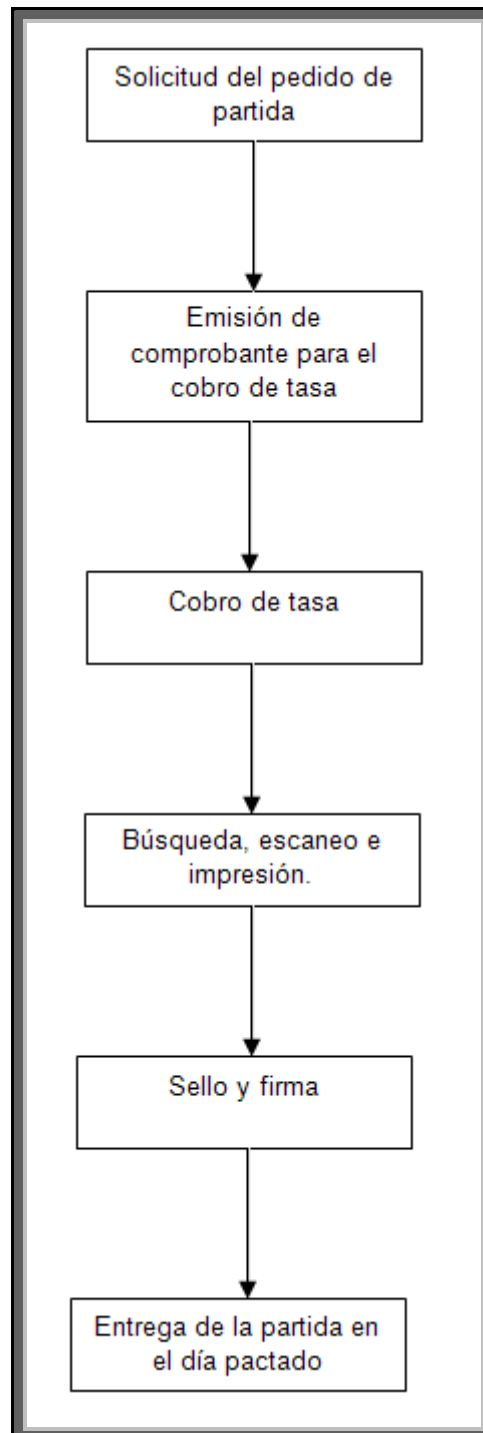 Solicitud del pedido de
partida
Emisión de
comprobante para el
cobro de tasa
Cobro de tasa
Búsqueda, escaneo e
impresión.
Sello y firma
Entrega de la partida en
el día pactado